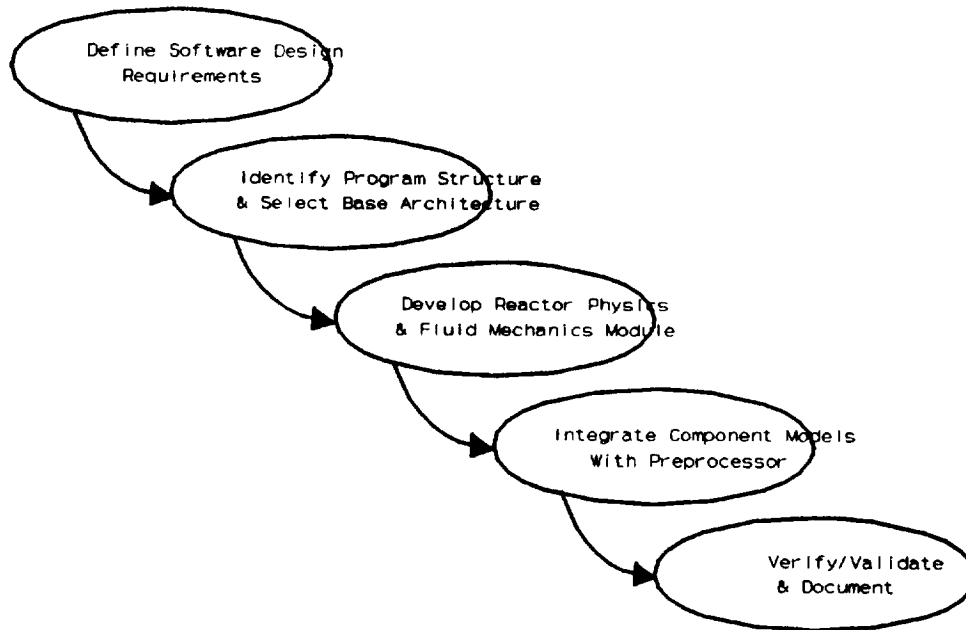 Define Software Design
Requirements
Identify Program Structure
& Select Base Architecture
Develop Reactor Physics
& Fluid Mechanics Module
Integrate Component Models
With Preprocessor
Verify/Validate
& Document